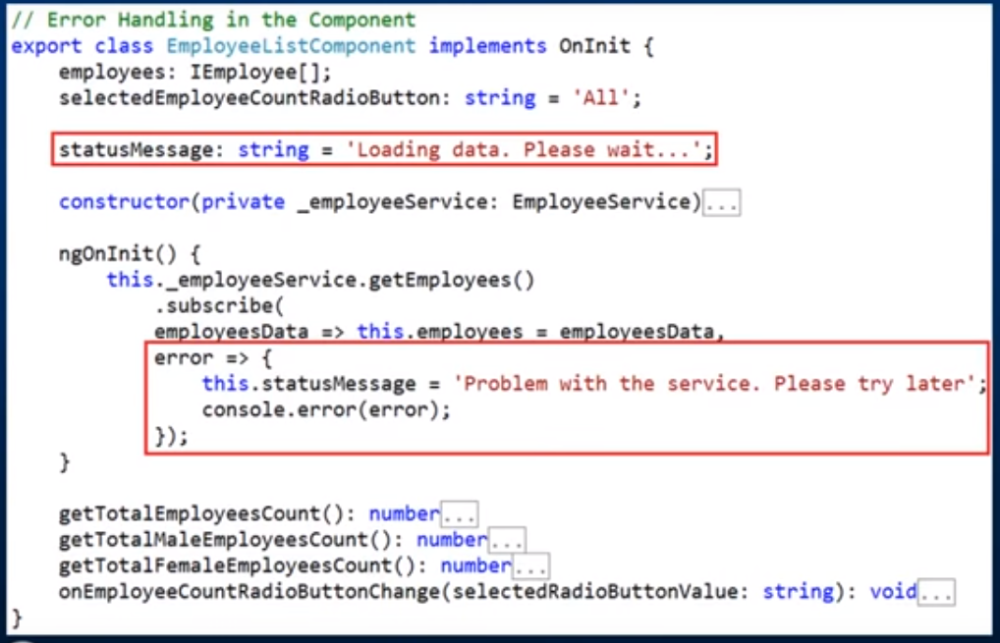 // Error Handling in the Component
export class EmployeeListComponent implements OnInit {
    employees: IEmployee[];
    selectedEmployeeCountRadioButton: string = 'All';
    statusMessage: string = 'Loading data. Please wait...';
    constructor(private _employeeService: EmployeeService)...
    ngOnInit() {
        this._employeeService.getEmployees()
            .subscribe(
            employeesData => this.employees = employeesData,
            error => {
                this.statusMessage = 'Problem with the service. Please try later';
                console.error(error);
            });
    }
    getTotalEmployeesCount(): number...
    getTotalMaleEmployeesCount(): number...
    getTotalFemaleEmployeesCount(): number...
    onEmployeeCountRadioButtonChange(selectedRadioButtonValue: string): void...
}